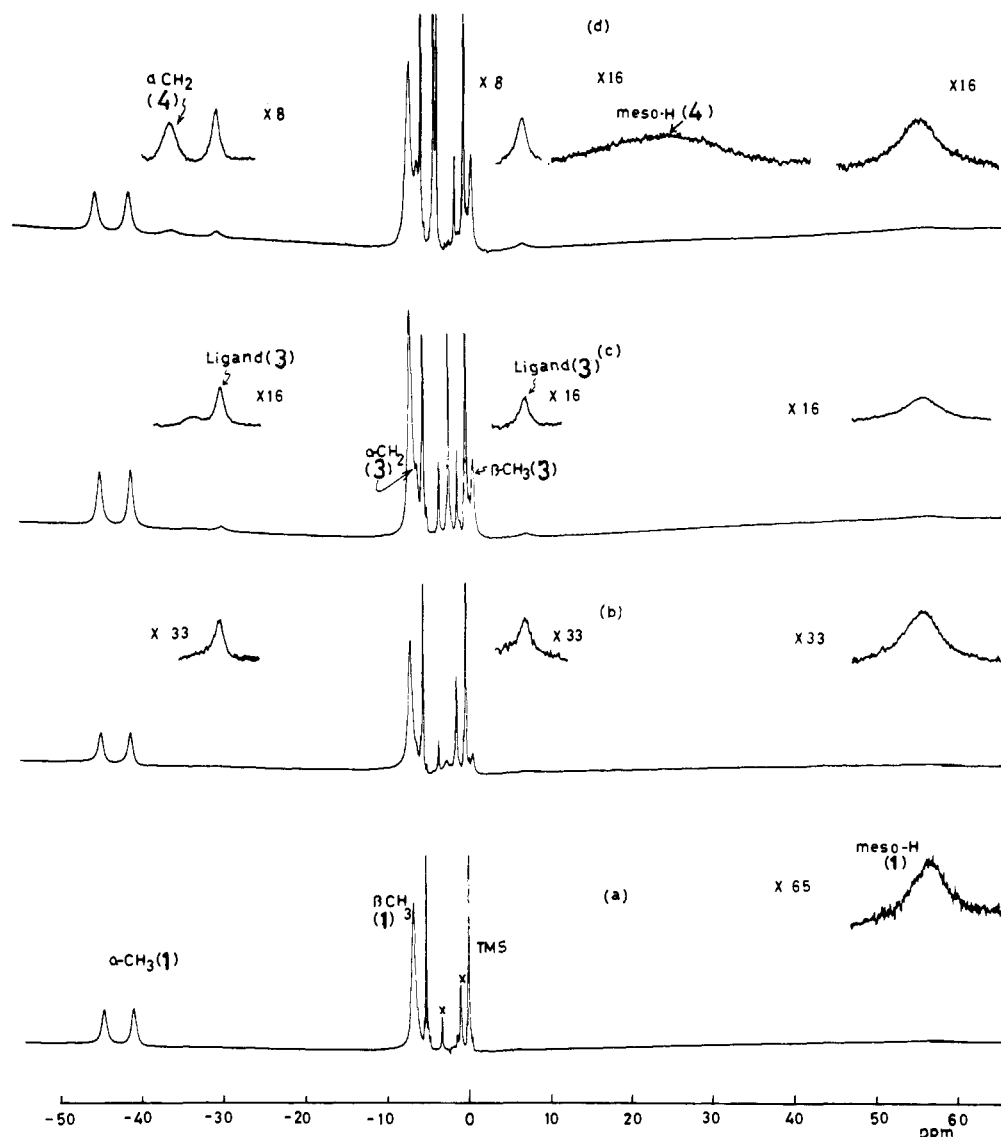 (d)
α CH2
(4)
X 8
X 8
X16
meso-H (4)
X16
Ligand(3)
X16
α-CH2
(3)
Ligand(3)
(c)
X 16
β-CH3(3)
X 16
X 33
(b)
X 33
X 33
α-CH3(1)
βCH3
(1)
TMS
x
x
(a)
X 65
meso-H
(1)
-50 -40 -30 -20 -10 0 10 20 30 40 50 60
ppm